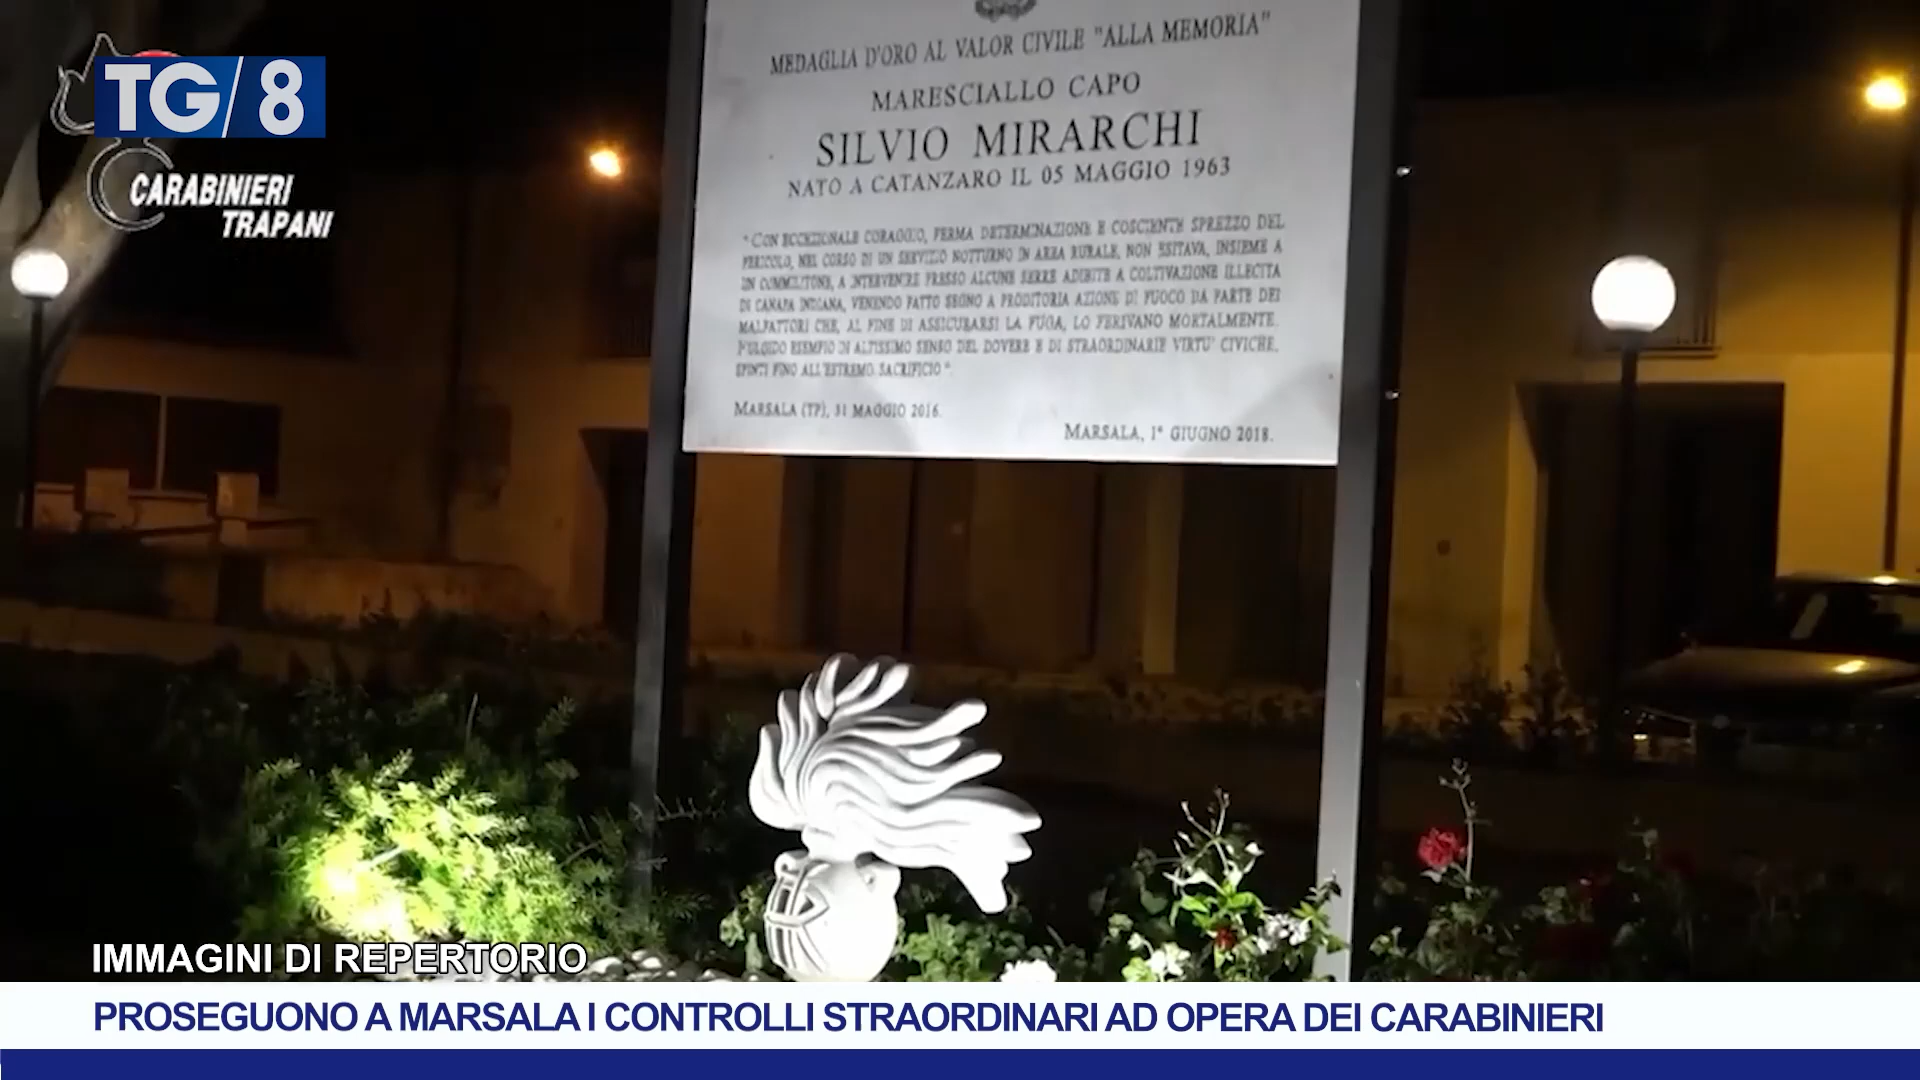 MEDAGLIA D'ORO AL VALOR CIVILE "ALLA MEMORIA"
MARESCIALLO CAPO
SILVIO MIRARCHI
NATO A CATANZARO IL 05 MAGGIO 1963
"CON ECCEZIONALE CORAGGIO, FERMA DETERMINAZIONE E COSCIENTE SPREZZO DEL
PERICOLO, NEL CORSO DI UN SERVIZIO NOTTURNO IN AREA RURALE, NON ESITAVA, INSIEME A
UN COMMILITONE, A INTERVENIRE PRESSO ALCUNE SERRE ADIBITE A COLTIVAZIONE ILLECITA
DI CANAPA INDIANA, VENENDO FATTO SEGNO A PRODITORIA AZIONE DI FUOCO DA PARTE DEI
MALFATTORI CHE, AL FINE DI ASSICURARSI LA FUGA, LO FERIVANO MORTALMENTE.
FULGIDO ESEMPIO DI ALTISSIMO SENSO DEL DOVERE E DI STRAORDINARIE VIRTU' CIVICHE,
SPINTI FINO ALL'ESTREMO SACRIFICIO".
MARSALA (TP), 31 MAGGIO 2016.
MARSALA, 1° GIUGNO 2018.
TG/8
CARABINIERI
TRAPANI
IMMAGINI DI REPERTORIO
PROSEGUONO A MARSALA I CONTROLLI STRAORDINARI AD OPERA DEI CARABINIERI